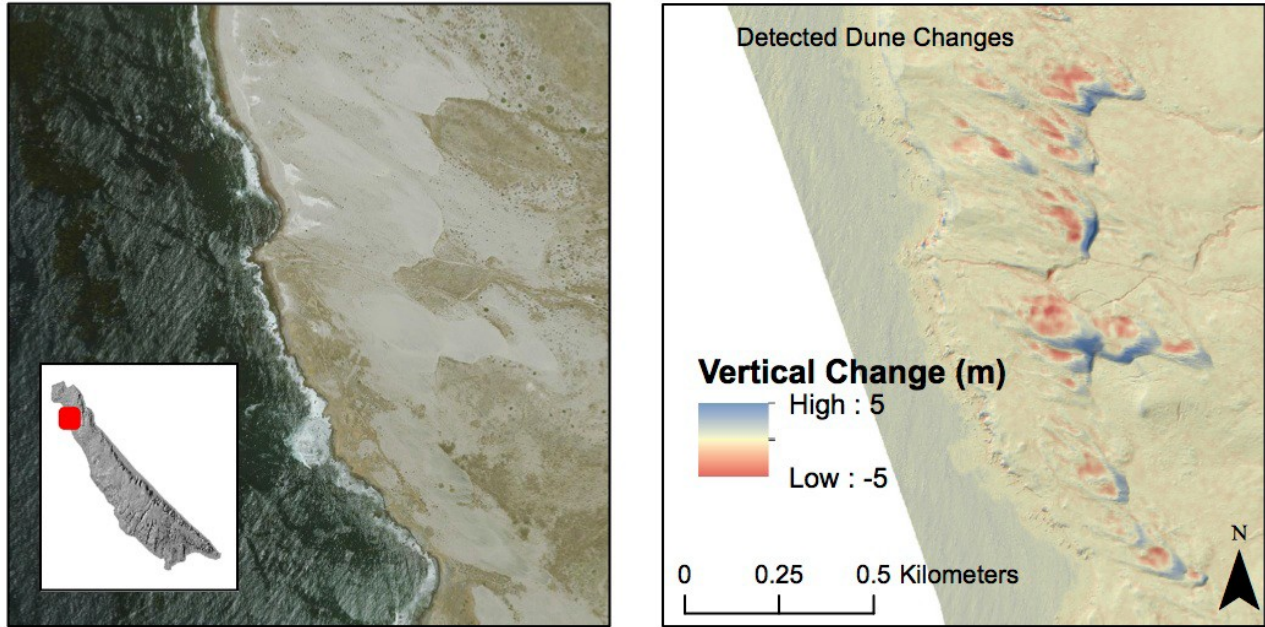 Detected Dune Changes
Vertical Change (m)
High : 5
Low : -5
0 0.25 0.5 Kilometers
N